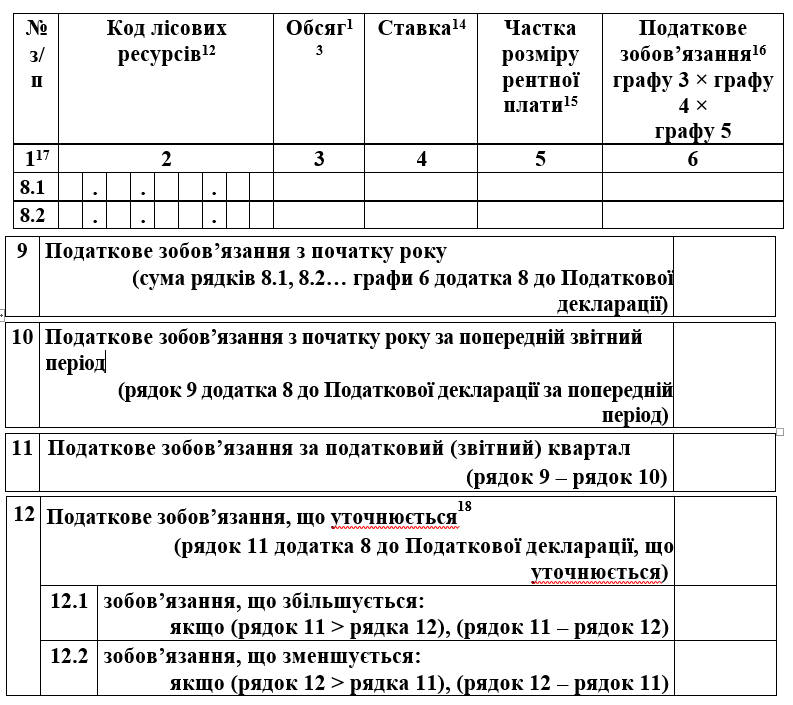 № з/п Код лісових ресурсів¹² Обсяг¹³ Ставка¹⁴ Частка розміру рентної плати¹⁵ Податкове зобов’язання¹⁶ графу 3 × графу 4 × графу 5
1¹⁷ 2 3 4 5 6
8.1 . . .
8.2 . . .
9 Податкове зобов’язання з початку року
(сума рядків 8.1, 8.2… графи 6 додатка 8 до Податкової
декларації)
10 Податкове зобов’язання з початку року за попередній звітний
період
(рядок 9 додатка 8 до Податкової декларації за попередній
період)
11 Податкове зобов’язання за податковий (звітний) квартал
(рядок 9 – рядок 10)
12 Податкове зобов’язання, що уточнюється¹⁸
(рядок 11 додатка 8 до Податкової декларації, що
уточнюється)
12.1 зобов’язання, що збільшується:
якщо (рядок 11 > рядка 12), (рядок 11 – рядок 12)
12.2 зобов’язання, що зменшується:
якщо (рядок 12 > рядка 11), (рядок 12 – рядок 11)